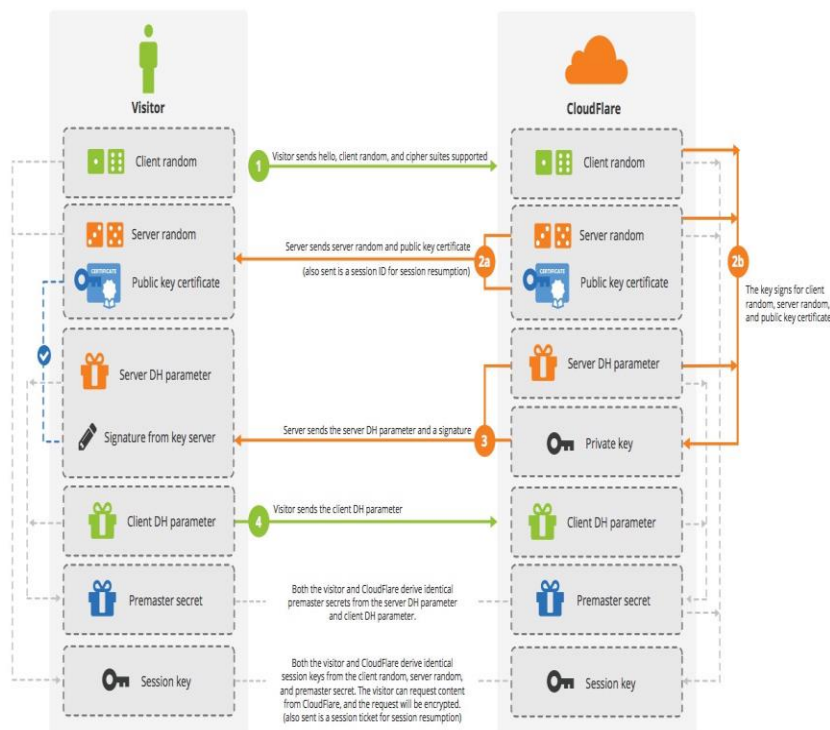 Visitor
CloudFlare
Client random
1
Visitor sends hello, client random, and cipher suites supported
Client random
Server random
Server sends server random and public key certificate
2a
Server random
CERTIFICATE
Public key certificate
(also sent is a session ID for session resumption)
CERTIFICATE
Public key certificate
2b
The key signs for client
random, server random,
and public key certificate
Server DH parameter
Server DH parameter
Signature from key server
Server sends the server DH parameter and a signature
3
Private key
Client DH parameter
4
Visitor sends the client DH parameter
Client DH parameter
Premaster secret
Both the visitor and CloudFlare derive identical
premaster secrets from the server DH parameter
and client DH parameter.
Premaster secret
Session key
Both the visitor and CloudFlare derive identical
session keys from the client random, server random,
and premaster secret. The visitor can request content
from CloudFlare, and the request will be encrypted.
(also sent is a session ticket for session resumption)
Session key